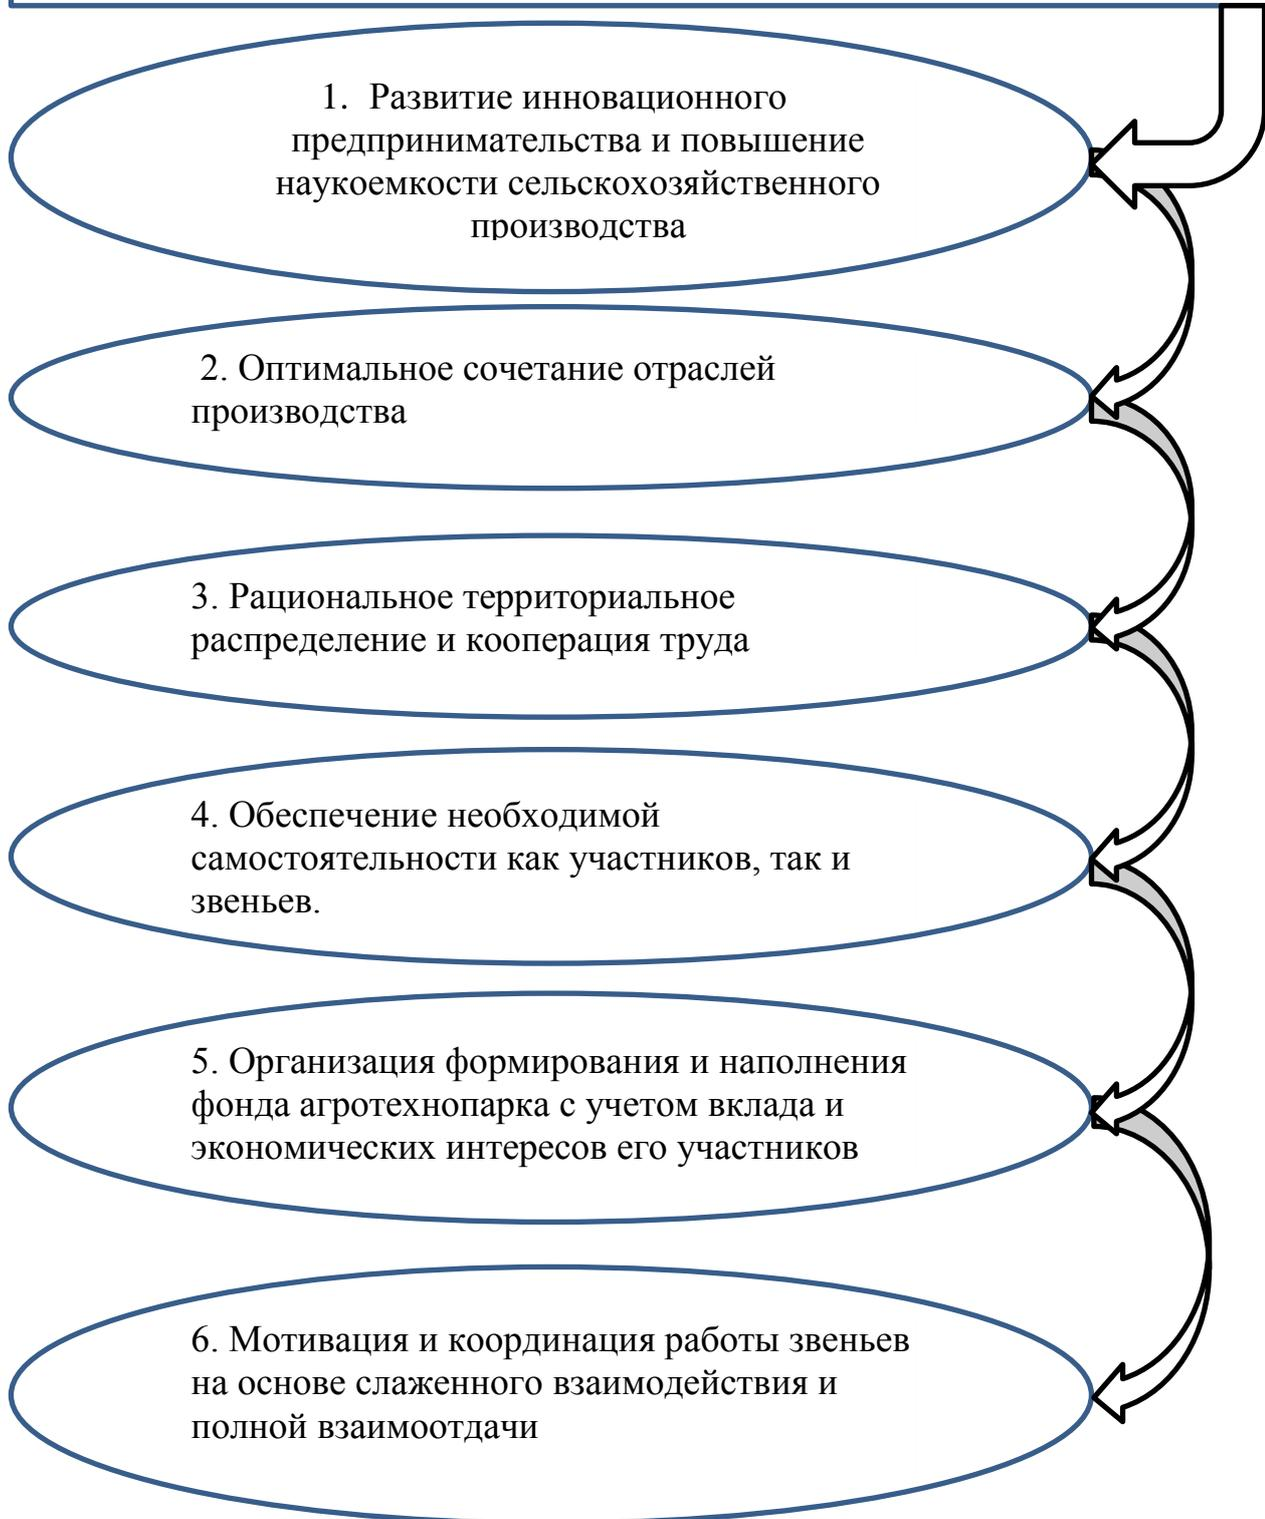 1. Развитие инновационного
предпринимательства и повышение
наукоемкости сельскохозяйственного
производства
2. Оптимальное сочетание отраслей
производства
3. Рациональное территориальное
распределение и кооперация труда
4. Обеспечение необходимой
самостоятельности как участников, так и
звеньев.
5. Организация формирования и наполнения
фонда агротехнопарка с учетом вклада и
экономических интересов его участников
6. Мотивация и координация работы звеньев
на основе слаженного взаимодействия и
полной взаимоотдачи